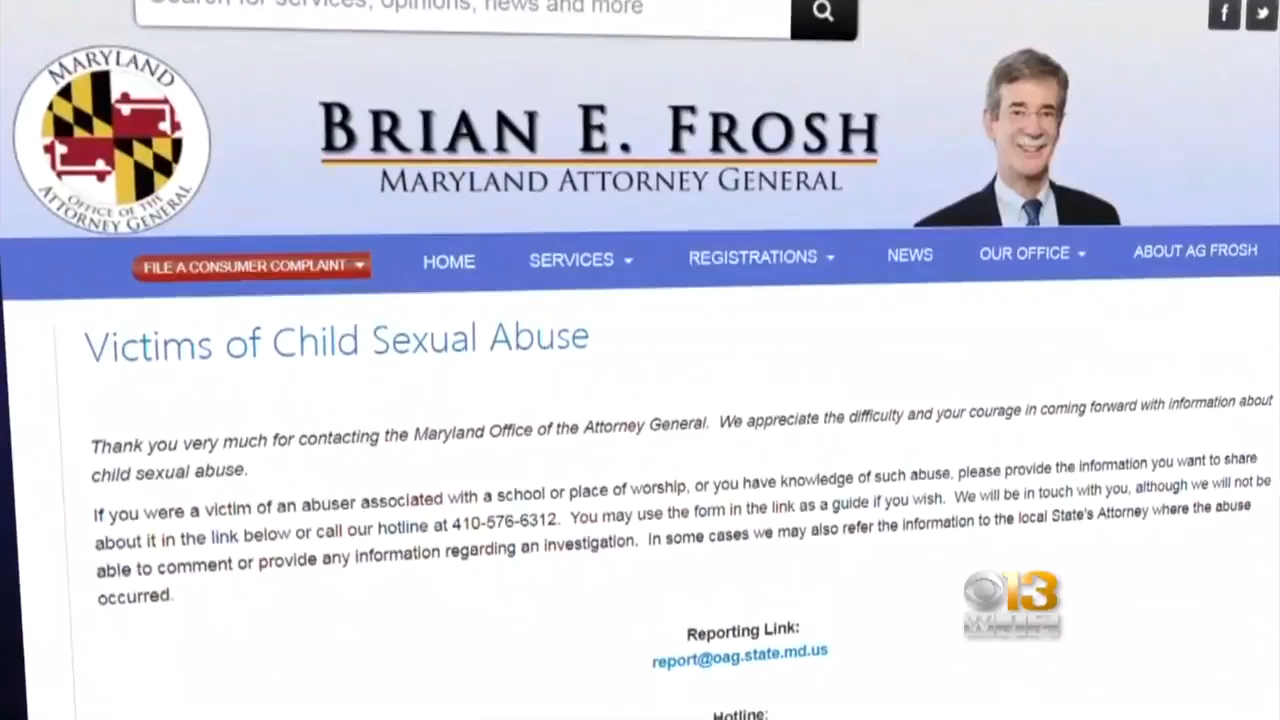 Search for services, opinions, news and more
f
MARYLAND
OFFICE OF THE
ATTORNEY GENERAL
BRIAN E. FROSH
MARYLAND ATTORNEY GENERAL
FILE A CONSUMER COMPLAINT
HOME
SERVICES
REGISTRATIONS
NEWS
OUR OFFICE
ABOUT AG FROSH
Victims of Child Sexual Abuse
Thank you very much for contacting the Maryland Office of the Attorney General. We appreciate the difficulty and your courage in coming forward with information about
child sexual abuse.
If you were a victim of an abuser associated with a school or place of worship, or you have knowledge of such abuse, please provide the information you want to share
about it in the link below or call our hotline at 410-576-6312. You may use the form in the link as a guide if you wish. We will be in touch with you, although we will not be
able to comment or provide any information regarding an investigation. In some cases we may also refer the information to the local State's Attorney where the abuse
occurred.
13
WJZ
Reporting Link:
report@oag.state.md.us
Hotline: